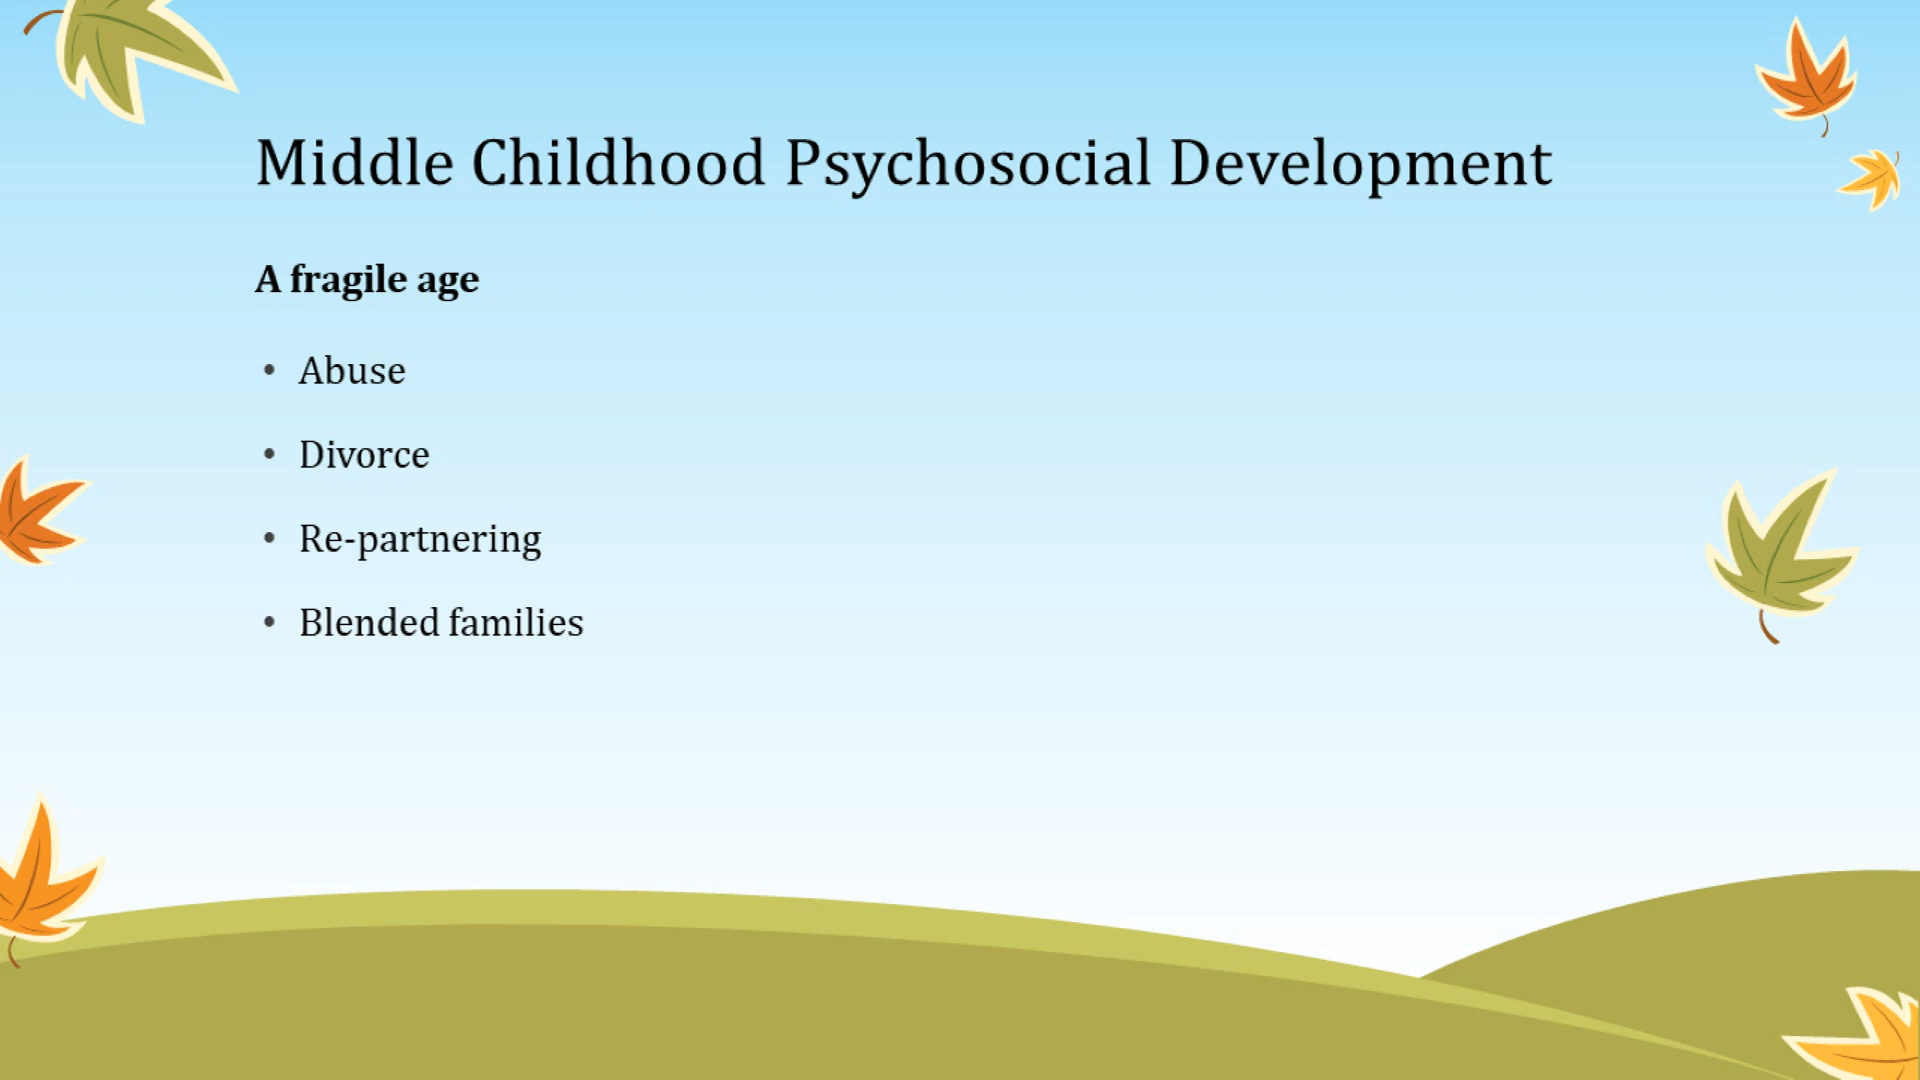 Middle Childhood Psychosocial Development
A fragile age
• Abuse
• Divorce
• Re-partnering
• Blended families